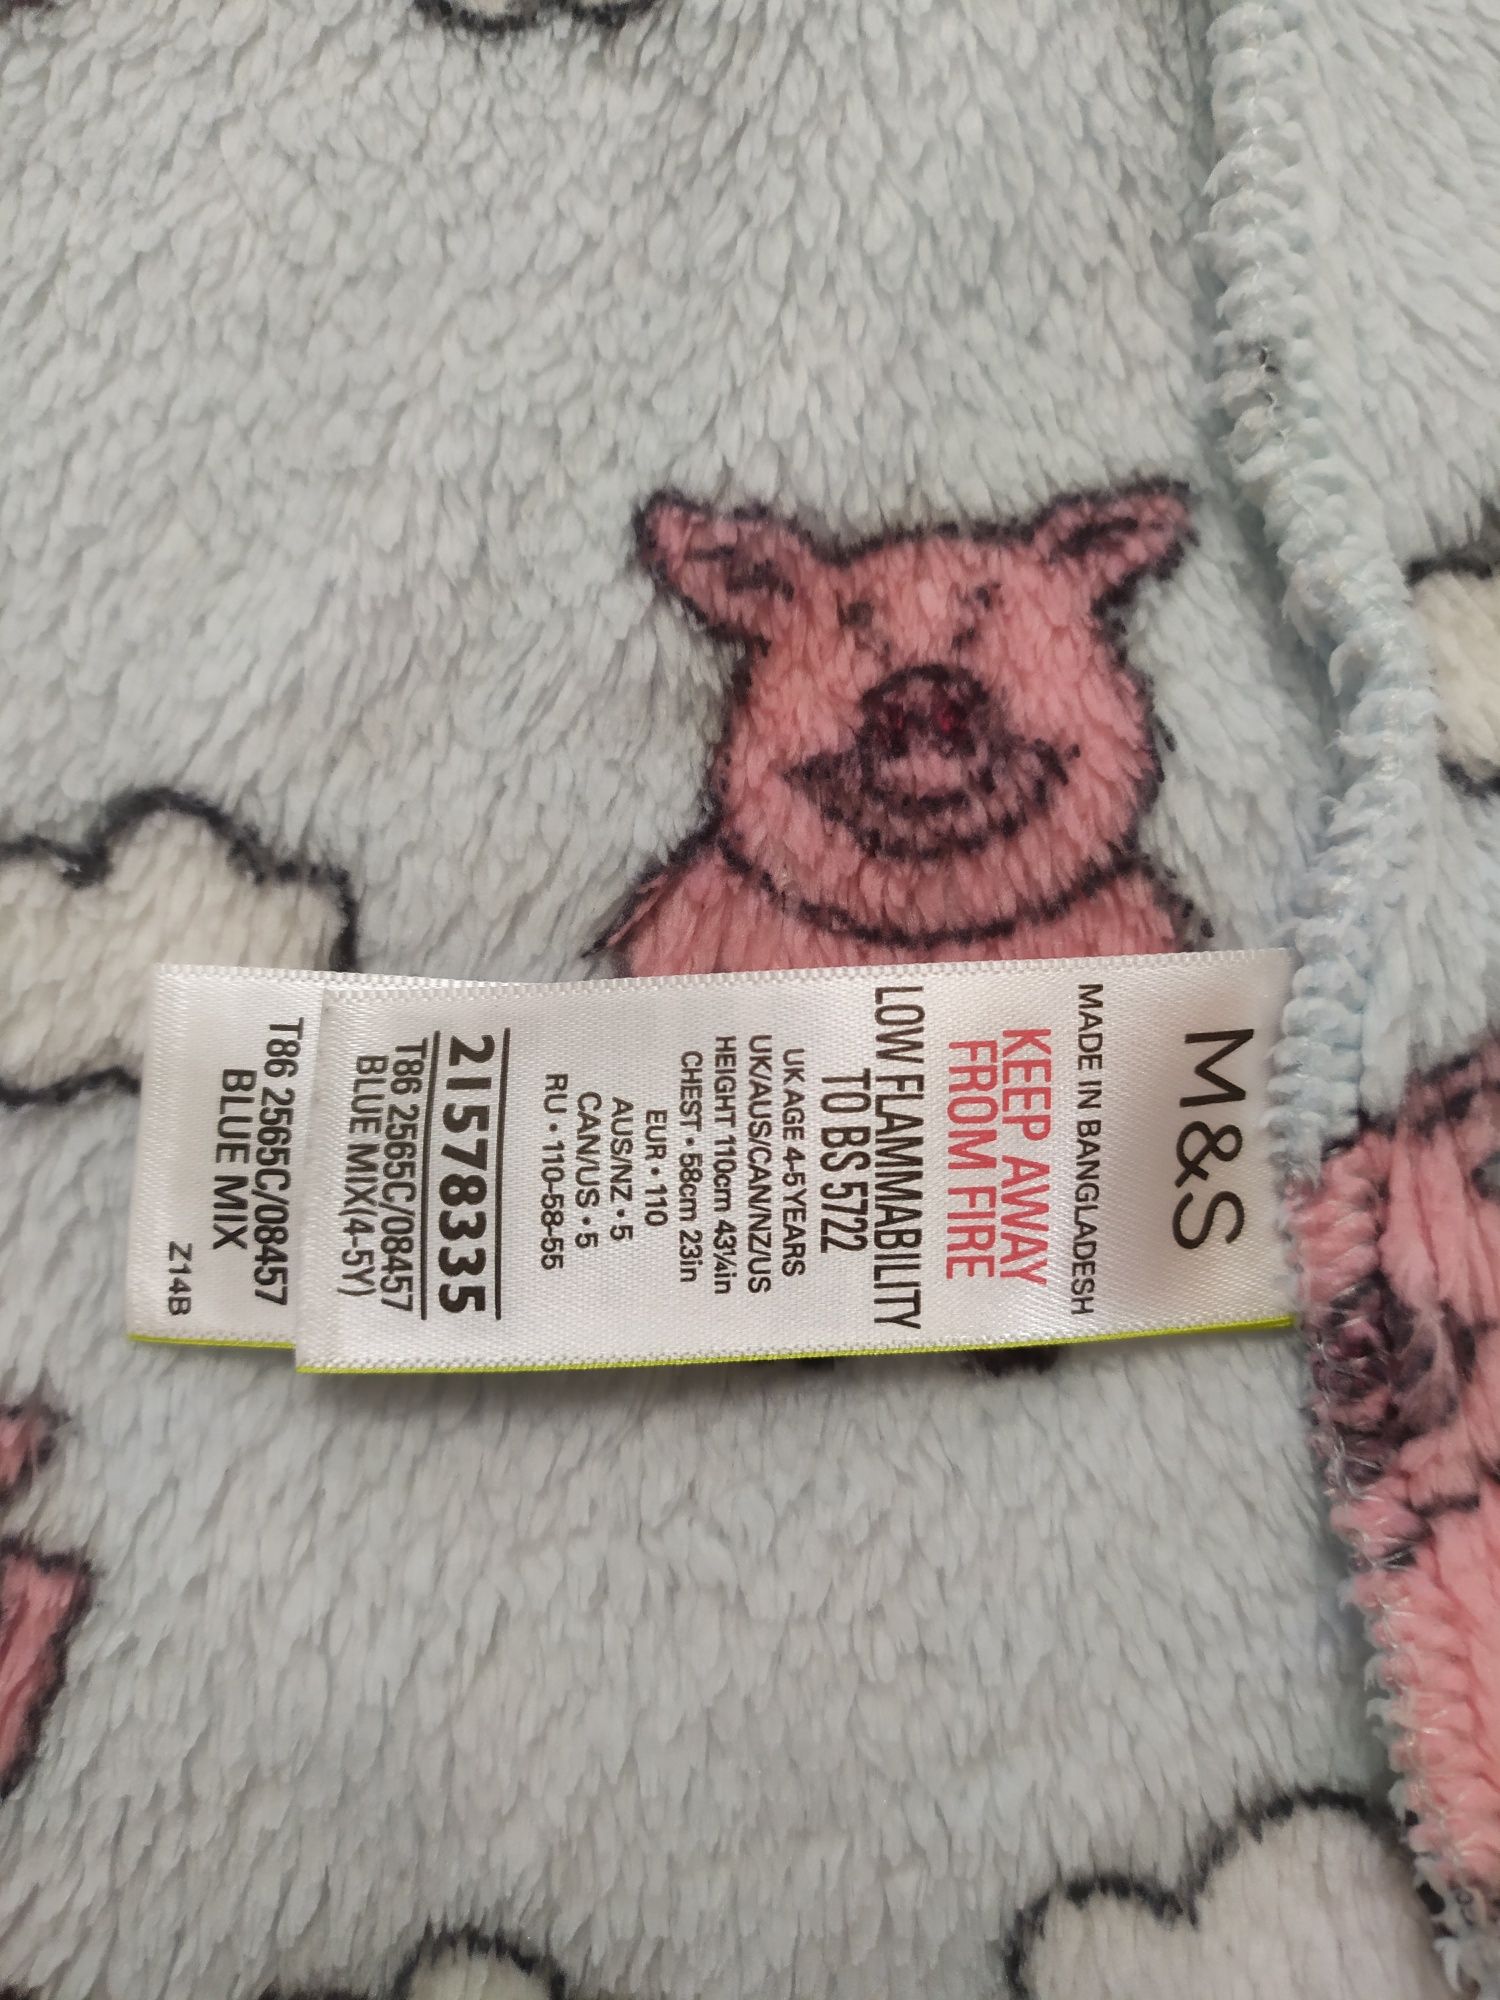 M&S
MADE IN BANGLADESH
KEEP AWAY
FROM FIRE
LOW FLAMMABILITY
TO BS 5722
UK AGE 4-5 YEARS
UK/AUS/CAN/NZ/US
HEIGHT 110cm 43¼in
CHEST • 58cm 23in
EUR • 110
AUS/NZ • 5
CAN/US • 5
RU • 110-58-55
21578335
T86 2565C/08457
BLUE MIX(4-5Y)
T86 2565C/08457
BLUE MIX
Z14B